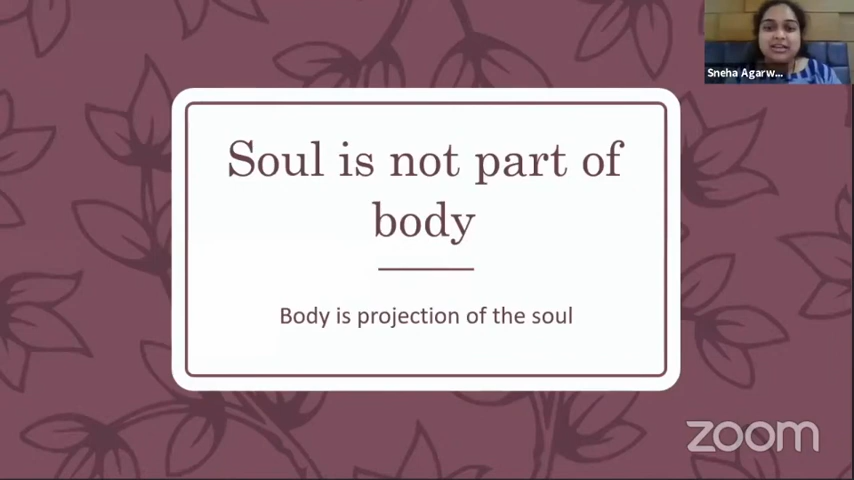 Sneha Agarw...
Soul is not part of
body
Body is projection of the soul
zoom